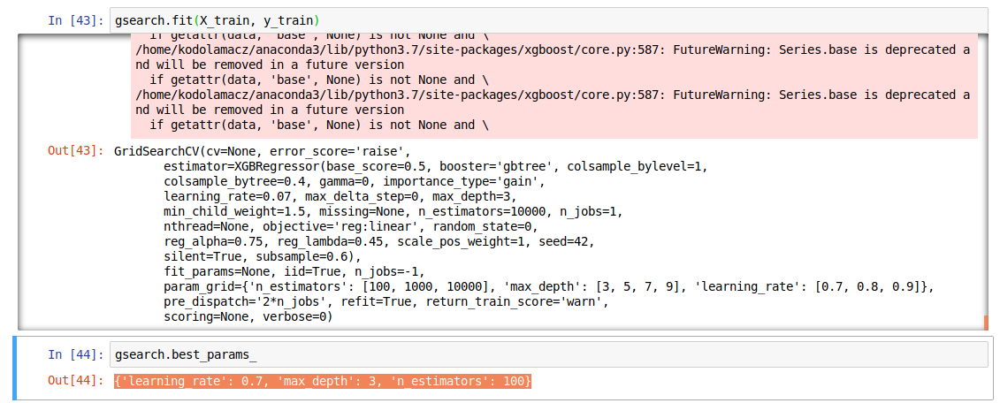 In [43]: gsearch.fit(X_train, y_train)
if getattr(data, 'base', None) is not None and \
/home/kodolamacz/anaconda3/lib/python3.7/site-packages/xgboost/core.py:587: FutureWarning: Series.base is deprecated a
nd will be removed in a future version
if getattr(data, 'base', None) is not None and \
/home/kodolamacz/anaconda3/lib/python3.7/site-packages/xgboost/core.py:587: FutureWarning: Series.base is deprecated a
nd will be removed in a future version
if getattr(data, 'base', None) is not None and \
Out[43]: GridSearchCV(cv=None, error_score='raise',
estimator=XGBRegressor(base_score=0.5, booster='gbtree', colsample_bylevel=1,
colsample_bytree=0.4, gamma=0, importance_type='gain',
learning_rate=0.07, max_delta_step=0, max_depth=3,
min_child_weight=1.5, missing=None, n_estimators=10000, n_jobs=1,
nthread=None, objective='reg:linear', random_state=0,
reg_alpha=0.75, reg_lambda=0.45, scale_pos_weight=1, seed=42,
silent=True, subsample=0.6),
fit_params=None, iid=True, n_jobs=-1,
param_grid={'n_estimators': [100, 1000, 10000], 'max_depth': [3, 5, 7, 9], 'learning_rate': [0.7, 0.8, 0.9]},
pre_dispatch='2*n_jobs', refit=True, return_train_score='warn',
scoring=None, verbose=0)
In [44]: gsearch.best_params_
Out[44]: {'learning_rate': 0.7, 'max_depth': 3, 'n_estimators': 100}